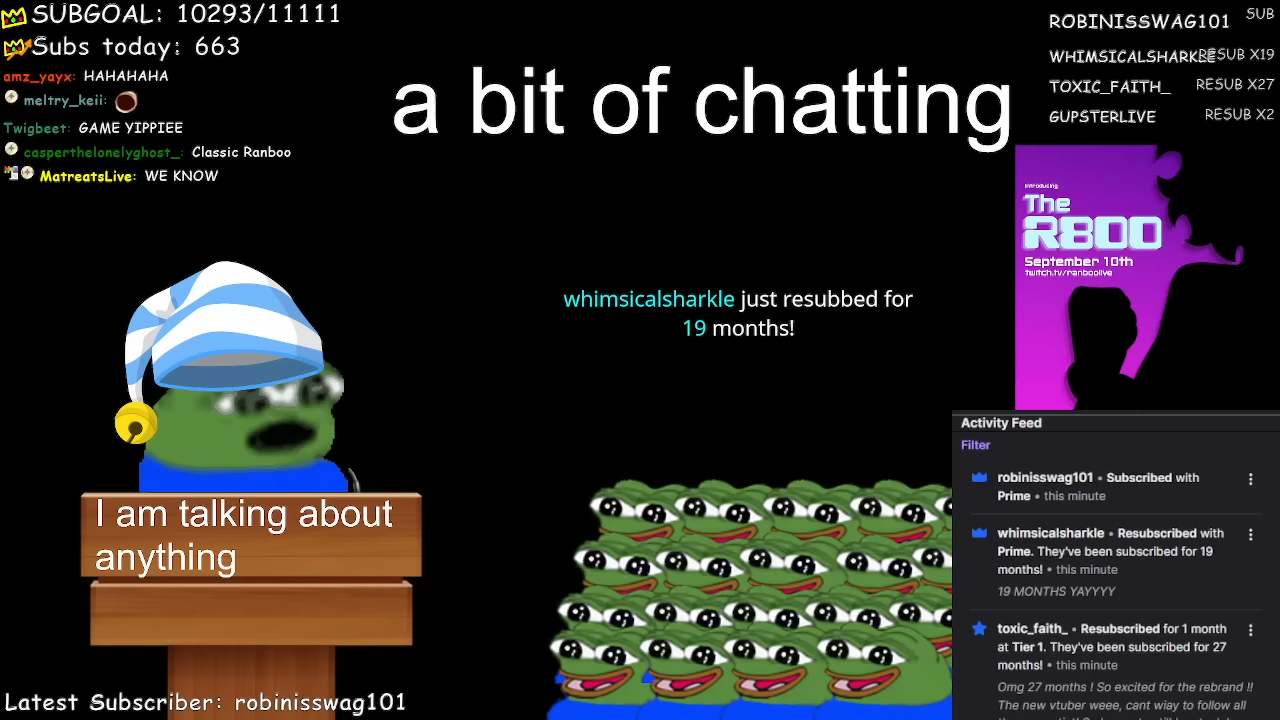 SUBGOAL: 10293/11111
Subs today: 663
amz_yayx: HAHAHAHA
meltry_keii:
Twigbeet: GAME YIPPIEE
casperthelonelyghost_: Classic Ranboo
MatreatsLive: WE KNOW
a bit of chatting
ROBINISSWAG101 SUB
WHIMSICALSHARKLE RESUB X19
TOXIC_FAITH_ RESUB X27
GUPSTERLIVE RESUB X2
Introducing
The
R800
September 10th
twitch.tv/ranboolive
whimsicalsharkle just resubbed for
19 months!
I am talking about
anything
Activity Feed
Filter
robinisswag101 • Subscribed with
Prime • this minute
whimsicalsharkle • Resubscribed with
Prime. They've been subscribed for 19
months! • this minute
19 MONTHS YAYYYY
toxic_faith_ • Resubscribed for 1 month
at Tier 1. They've been subscribed for 27
months! • this minute
Omg 27 months ! So excited for the rebrand !!
The new vtuber weee, cant wiay to follow all
Latest Subscriber: robinisswag101